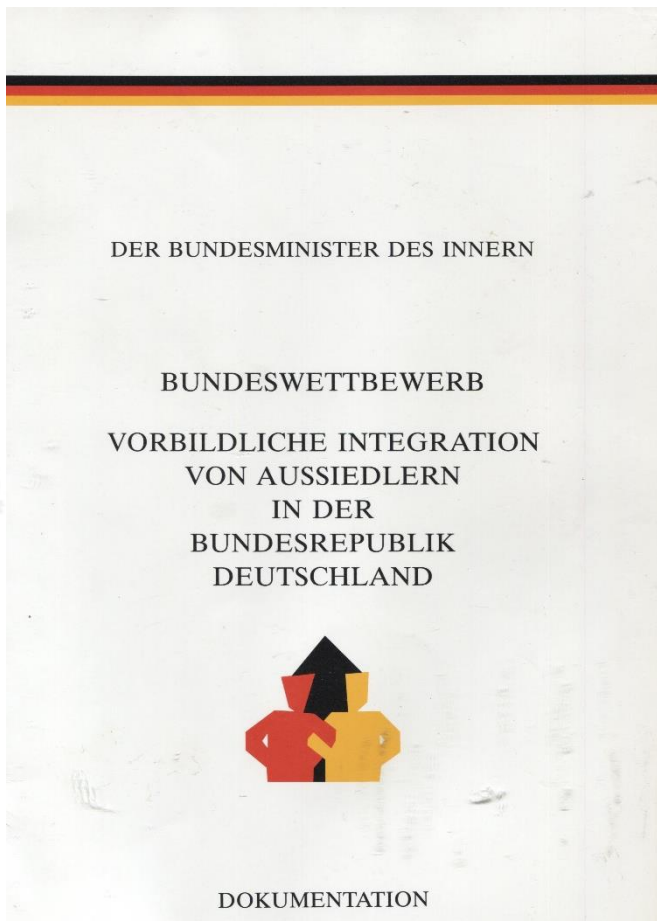 DER BUNDESMINISTER DES INNERN
BUNDESWETTBEWERB
VORBILDLICHE INTEGRATION
VON AUSSIEDLERN
IN DER
BUNDESREPUBLIK
DEUTSCHLAND
DOKUMENTATION